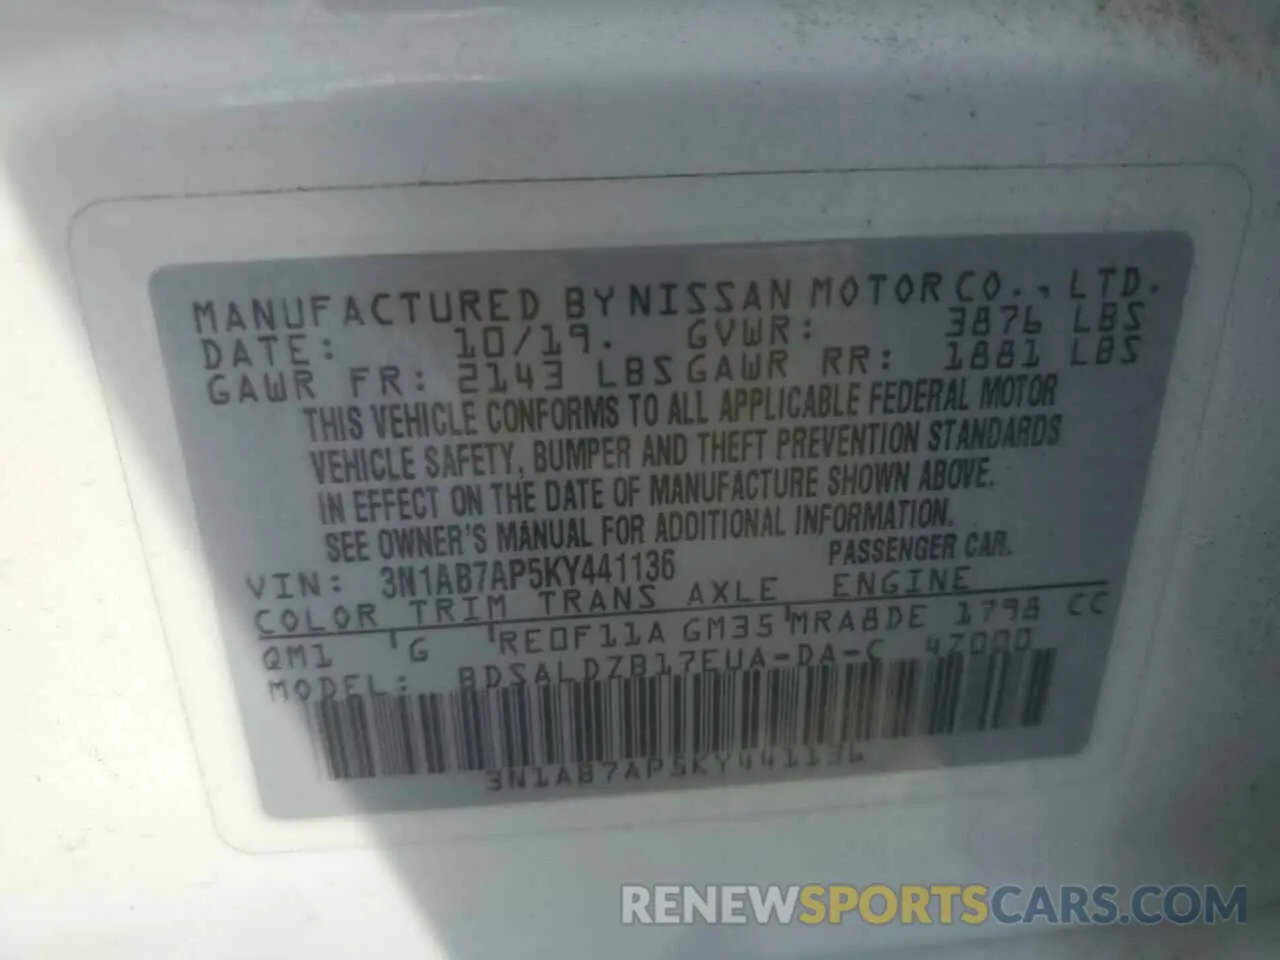 MANUFACTURED BY NISSAN MOTOR CO., LTD.
DATE: 10/19. GVWR: 3876 LBS
GAWR FR: 2143 LBS GAWR RR: 1881 LBS
THIS VEHICLE CONFORMS TO ALL APPLICABLE FEDERAL MOTOR
VEHICLE SAFETY, BUMPER AND THEFT PREVENTION STANDARDS
IN EFFECT ON THE DATE OF MANUFACTURE SHOWN ABOVE.
SEE OWNER'S MANUAL FOR ADDITIONAL INFORMATION.
VIN: 3N1AB7AP5KY441136 PASSENGER CAR.
COLOR TRIM TRANS AXLE ENGINE
QM1 G RE0F11A GM35 MRA8DE 1798 CC
MODEL: BDSALDZB17EUA-DA-C 4Z000
3N1AB7AP5KY441136
RENEWSPORTSCARS.COM